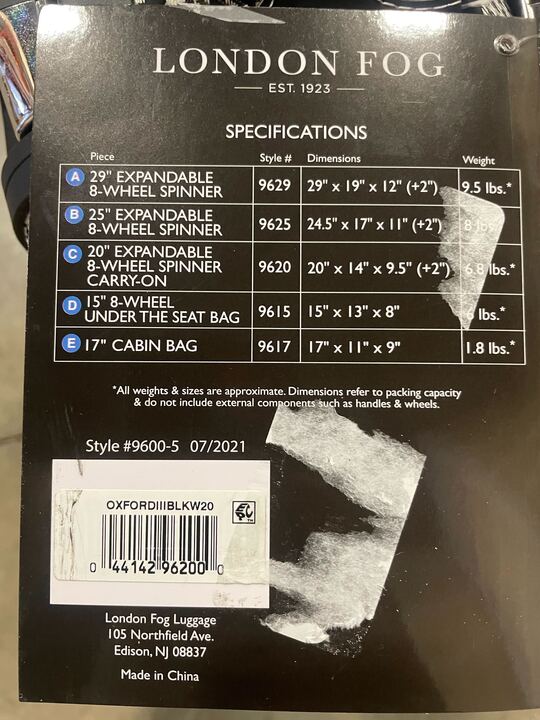 LONDON FOG
EST. 1923
SPECIFICATIONS
Piece Style # Dimensions Weight
A 29" EXPANDABLE
8-WHEEL SPINNER 9629 29" x 19" x 12" (+2") 9.5 lbs.*
B 25" EXPANDABLE
8-WHEEL SPINNER 9625 24.5" x 17" x 11" (+2") 8 lbs.
C 20" EXPANDABLE
8-WHEEL SPINNER
CARRY-ON 9620 20" x 14" x 9.5" (+2") 6.8 lbs.*
D 15" 8-WHEEL
UNDER THE SEAT BAG 9615 15" x 13" x 8" lbs.*
E 17" CABIN BAG 9617 17" x 11" x 9" 1.8 lbs.*
*All weights & sizes are approximate. Dimensions refer to packing capacity
& do not include external components such as handles & wheels.
Style #9600-5 07/2021
OXFORDIIIBLKW20
0 44142 96200 0
London Fog Luggage
105 Northfield Ave.
Edison, NJ 08837
Made in China